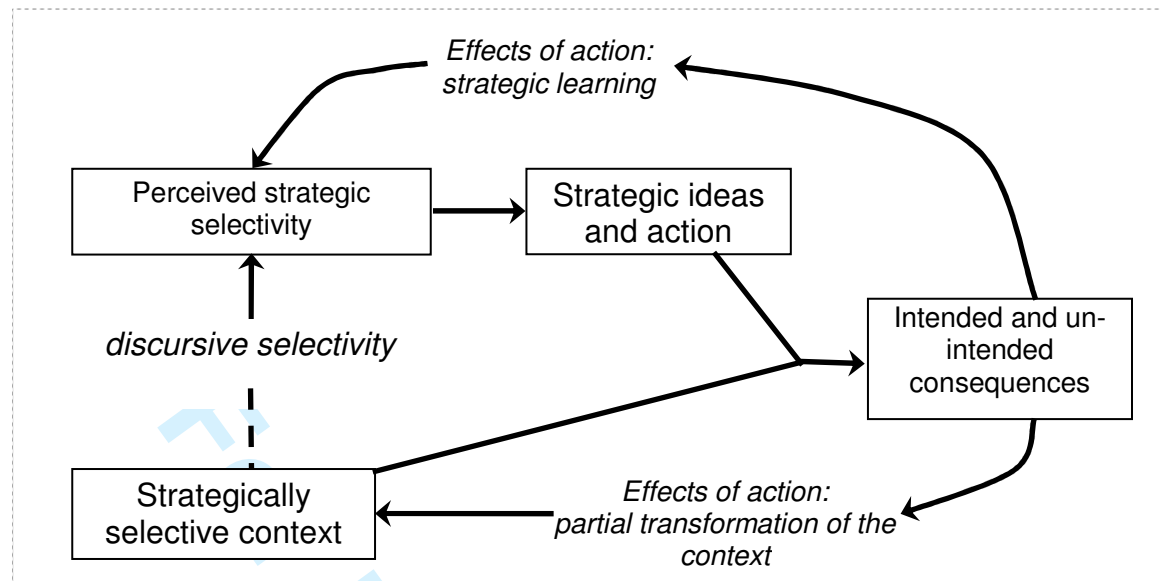 Effects of action:
strategic learning
Perceived strategic
selectivity
Strategic ideas
and action
Intended and un-
intended
consequences
discursive selectivity
Strategically
selective context
Effects of action:
partial transformation of the
context